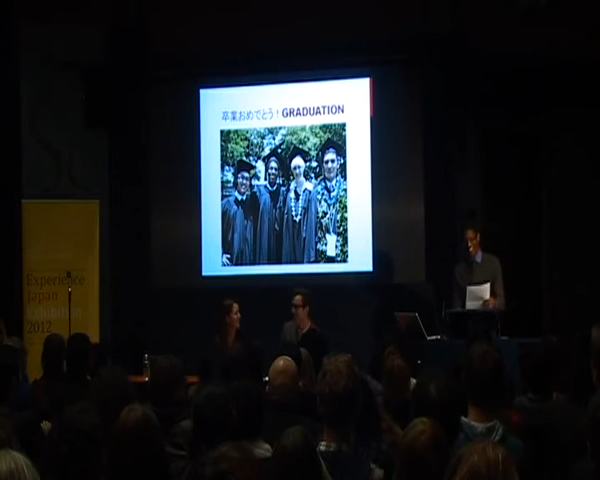 卒業おめでとう！GRADUATION
Experience
Japan
Exhibition
2012